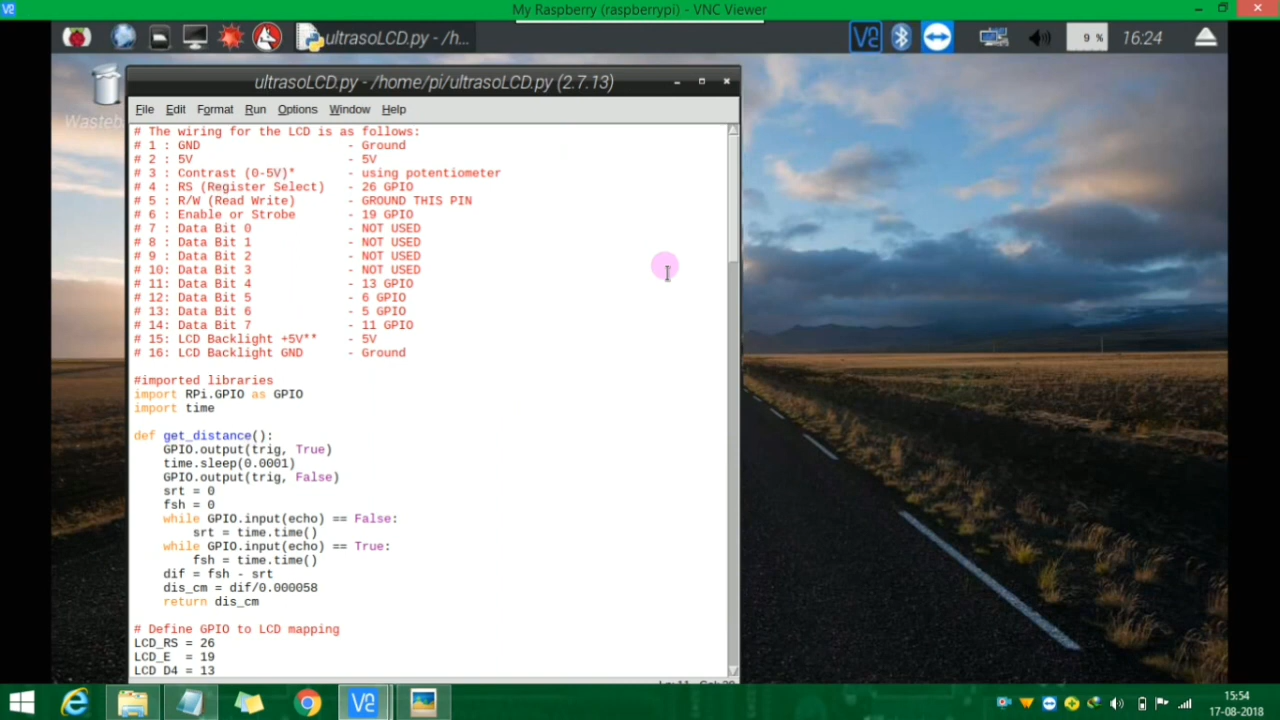 My Raspberry (raspberrypi) - VNC Viewer
ultrasoLCD.py - /h...
9 %
16:24
ultrasoLCD.py - /home/pi/ultrasoLCD.py (2.7.13)
File Edit Format Run Options Window Help
# The wiring for the LCD is as follows:
# 1 : GND - Ground
# 2 : 5V - 5V
# 3 : Contrast (0-5V)* - using potentiometer
# 4 : RS (Register Select) - 26 GPIO
# 5 : R/W (Read Write) - GROUND THIS PIN
# 6 : Enable or Strobe - 19 GPIO
# 7 : Data Bit 0 - NOT USED
# 8 : Data Bit 1 - NOT USED
# 9 : Data Bit 2 - NOT USED
# 10: Data Bit 3 - NOT USED
# 11: Data Bit 4 - 13 GPIO
# 12: Data Bit 5 - 6 GPIO
# 13: Data Bit 6 - 5 GPIO
# 14: Data Bit 7 - 11 GPIO
# 15: LCD Backlight +5V** - 5V
# 16: LCD Backlight GND - Ground
#imported libraries
import RPi.GPIO as GPIO
import time
def get_distance():
GPIO.output(trig, True)
time.sleep(0.0001)
GPIO.output(trig, False)
srt = 0
fsh = 0
while GPIO.input(echo) == False:
srt = time.time()
while GPIO.input(echo) == True:
fsh = time.time()
dif = fsh - srt
dis_cm = dif/0.000058
return dis_cm
# Define GPIO to LCD mapping
LCD_RS = 26
LCD_E = 19
LCD_D4 = 13
15:54
17-08-2018